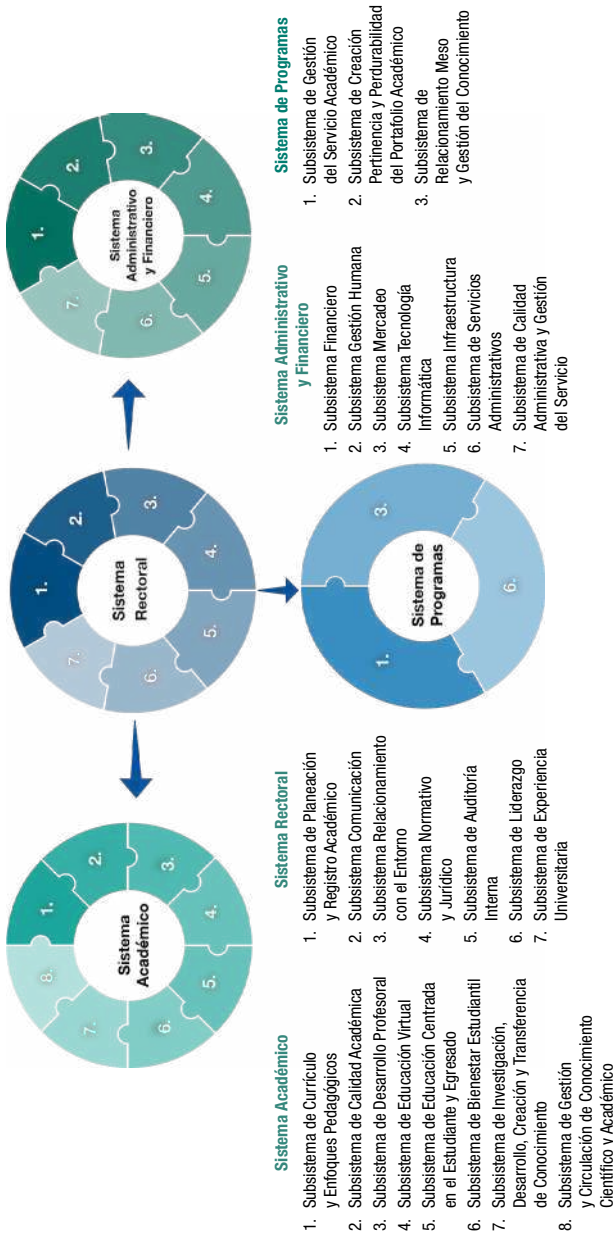 1.
2.
3.
4.
5.
6.
7.
8.
Sistema
Académico
1.
2.
3.
4.
5.
6.
7.
Sistema
Rectoral
1.
2.
3.
4.
5.
6.
7.
Sistema
Administrativo
y Financiero
1.
3.
6.
Sistema de
Programas
Sistema Académico
1. Subsistema de Currículo
y Enfoques Pedagógicos
2. Subsistema de Calidad Académica
3. Subsistema de Desarrollo Profesoral
4. Subsistema de Educación Virtual
5. Subsistema de Educación Centrada
en el Estudiante y Egresado
6. Subsistema de Bienestar Estudiantil
7. Subsistema de Investigación,
Desarrollo, Creación y Transferencia
de Conocimiento
8. Subsistema de Gestión
y Circulación de Conocimiento
Científico y Académico
Sistema Rectoral
1. Subsistema de Planeación
y Registro Académico
2. Subsistema Comunicación
3. Subsistema Relacionamiento
con el Entorno
4. Subsistema Normativo
y Jurídico
5. Subsistema de Auditoría
Interna
6. Subsistema de Liderazgo
7. Subsistema de Experiencia
Universitaria
Sistema Administrativo
y Financiero
1. Subsistema Financiero
2. Subsistema Gestión Humana
3. Subsistema Mercadeo
4. Subsistema Tecnología
Informática
5. Subsistema Infraestructura
6. Subsistema de Servicios
Administrativos
7. Subsistema de Calidad
Administrativa y Gestión
del Servicio
Sistema de Programas
1. Subsistema de Gestión
del Servicio Académico
2. Subsistema de Creación
Pertinencia y Perdurabilidad
del Portafolio Académico
3. Subsistema de
Relacionamiento Meso
y Gestión del Conocimiento